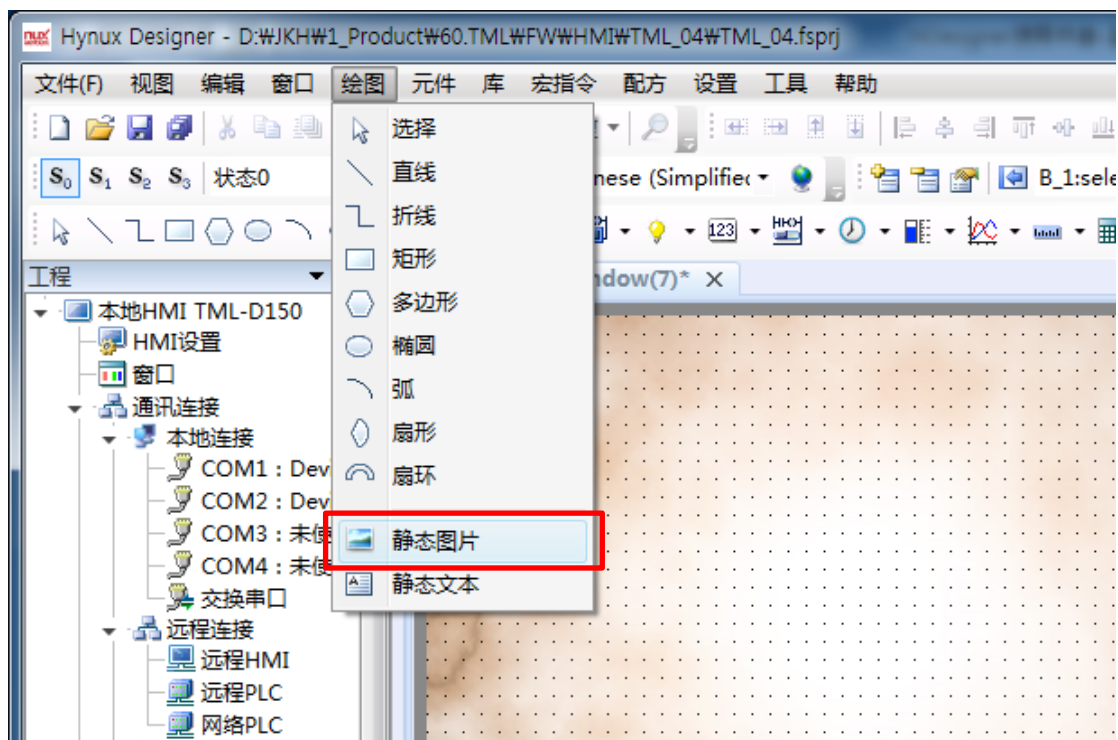 nux Hynux Designer - D:₩JKH₩1_Product₩60.TML₩FW₩HMI₩TML_04₩TML_04.fsprj
文件(F) 视图 编辑 窗口 绘图 元件 库 宏指令 配方 设置 工具 帮助
S0 S1 S2 S3 状态0 nese (Simplified B_1:sele
123
工程 ndow(7)*
选择
直线
折线
矩形
多边形
椭圆
弧
扇形
扇环
静态图片
静态文本
本地HMI TML-D150
HMI设置
窗口
通讯连接
本地连接
COM1 : Dev
COM2 : Dev
COM3 : 未使
COM4 : 未使
交换串口
远程连接
远程HMI
远程PLC
网络PLC